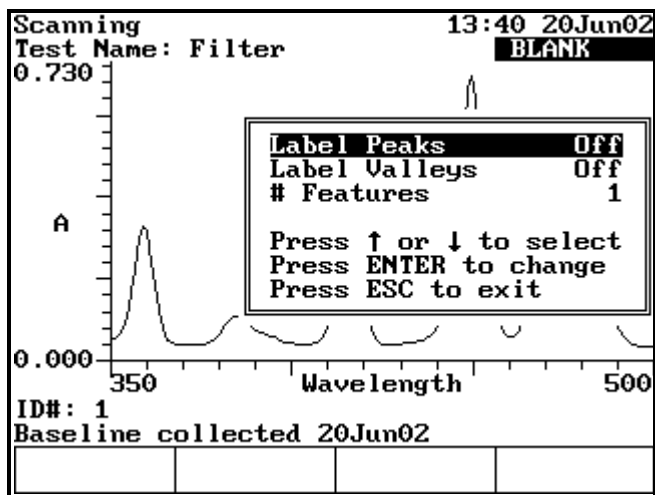 Scanning 13:40 20Jun02
Test Name: Filter BLANK
0.730
Label Peaks Off
Label Valleys Off
# Features 1
A
Press ↑ or ↓ to select
Press ENTER to change
Press ESC to exit
0.000
350 Wavelength 500
ID#: 1
Baseline collected 20Jun02